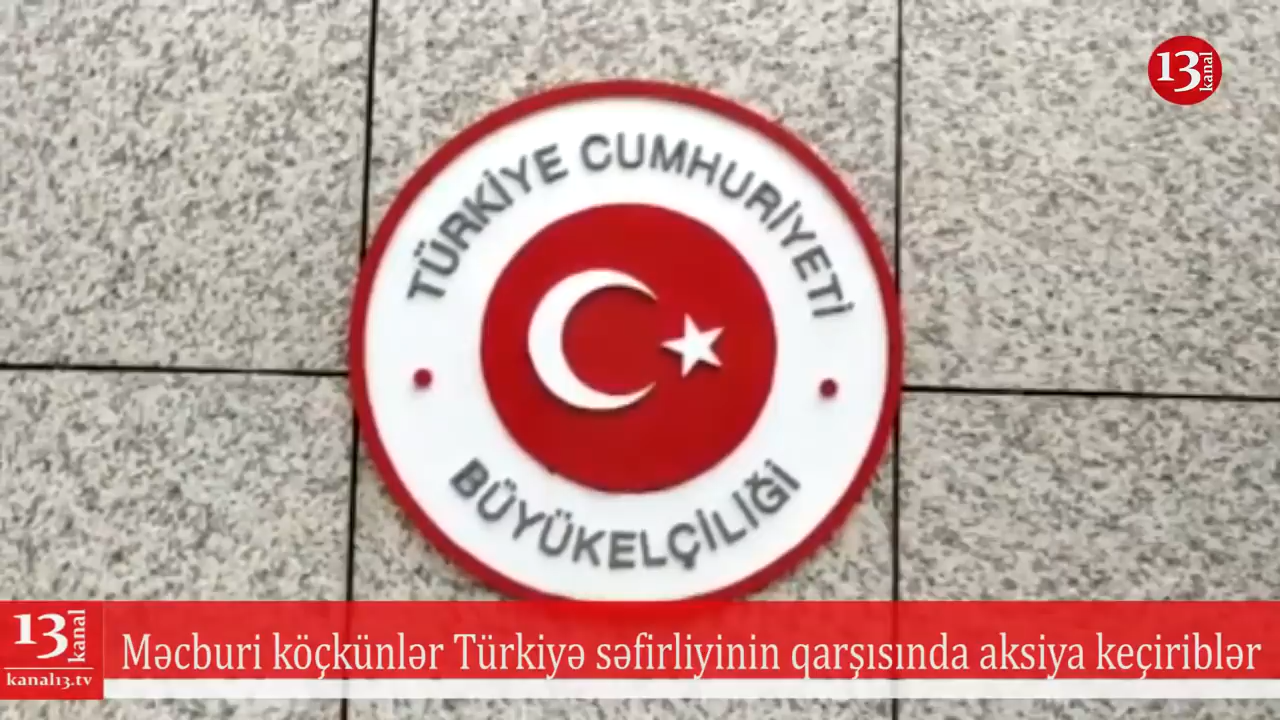 13 kanal
TÜRKİYE CUMHURİYETİ
BÜYÜKELÇİLİĞİ
13 kanal
kanal13.tv
Məcburi köçkünlər Türkiyə səfirliyinin qarşısında aksiya keçiriblər